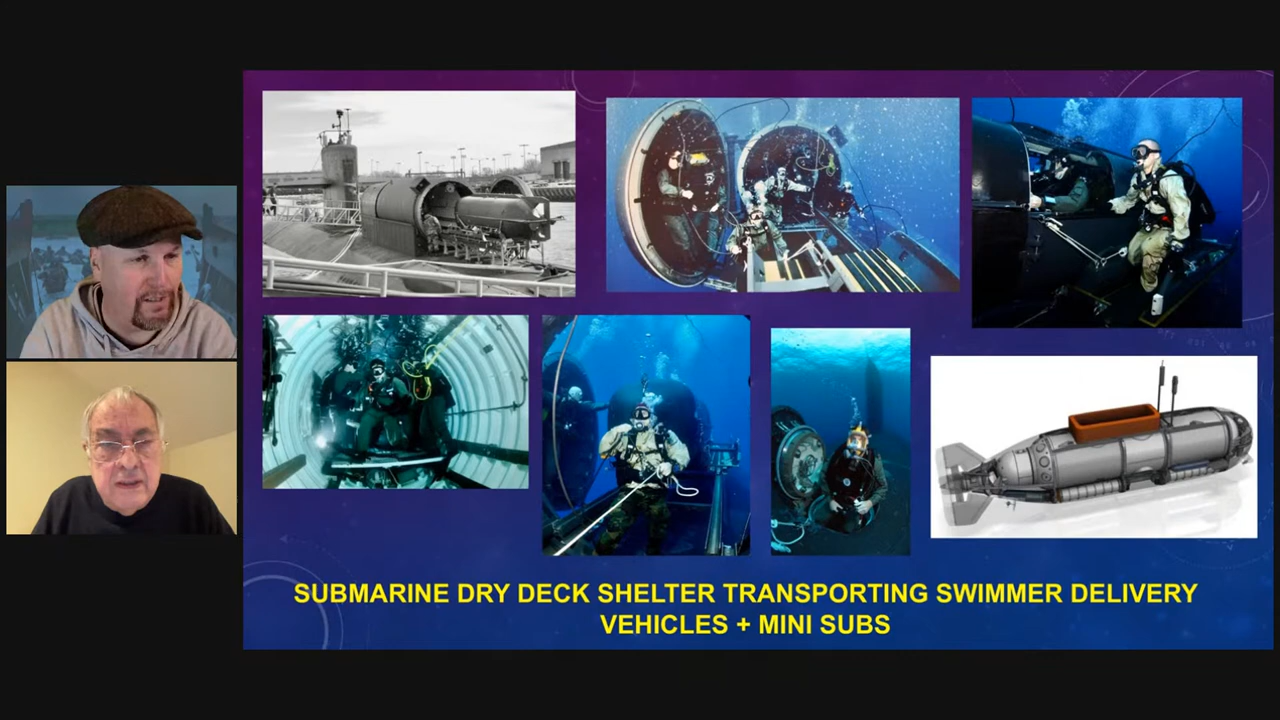 SUBMARINE DRY DECK SHELTER TRANSPORTING SWIMMER DELIVERY
VEHICLES + MINI SUBS